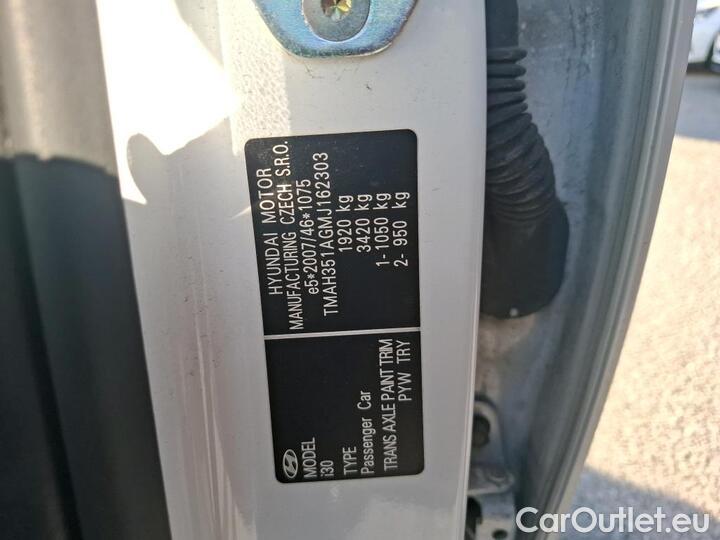 HYUNDAI MOTOR
MANUFACTURING CZECH S.R.O.
e5*2007/46*1075
TMAH351AGMJ162303
1920 kg
3420 kg
1- 1050 kg
2- 950 kg
MODEL
i30
TYPE
Passenger Car
TRANS AXLE PAINT TRIM
PYW TRY
CarOutlet.eu